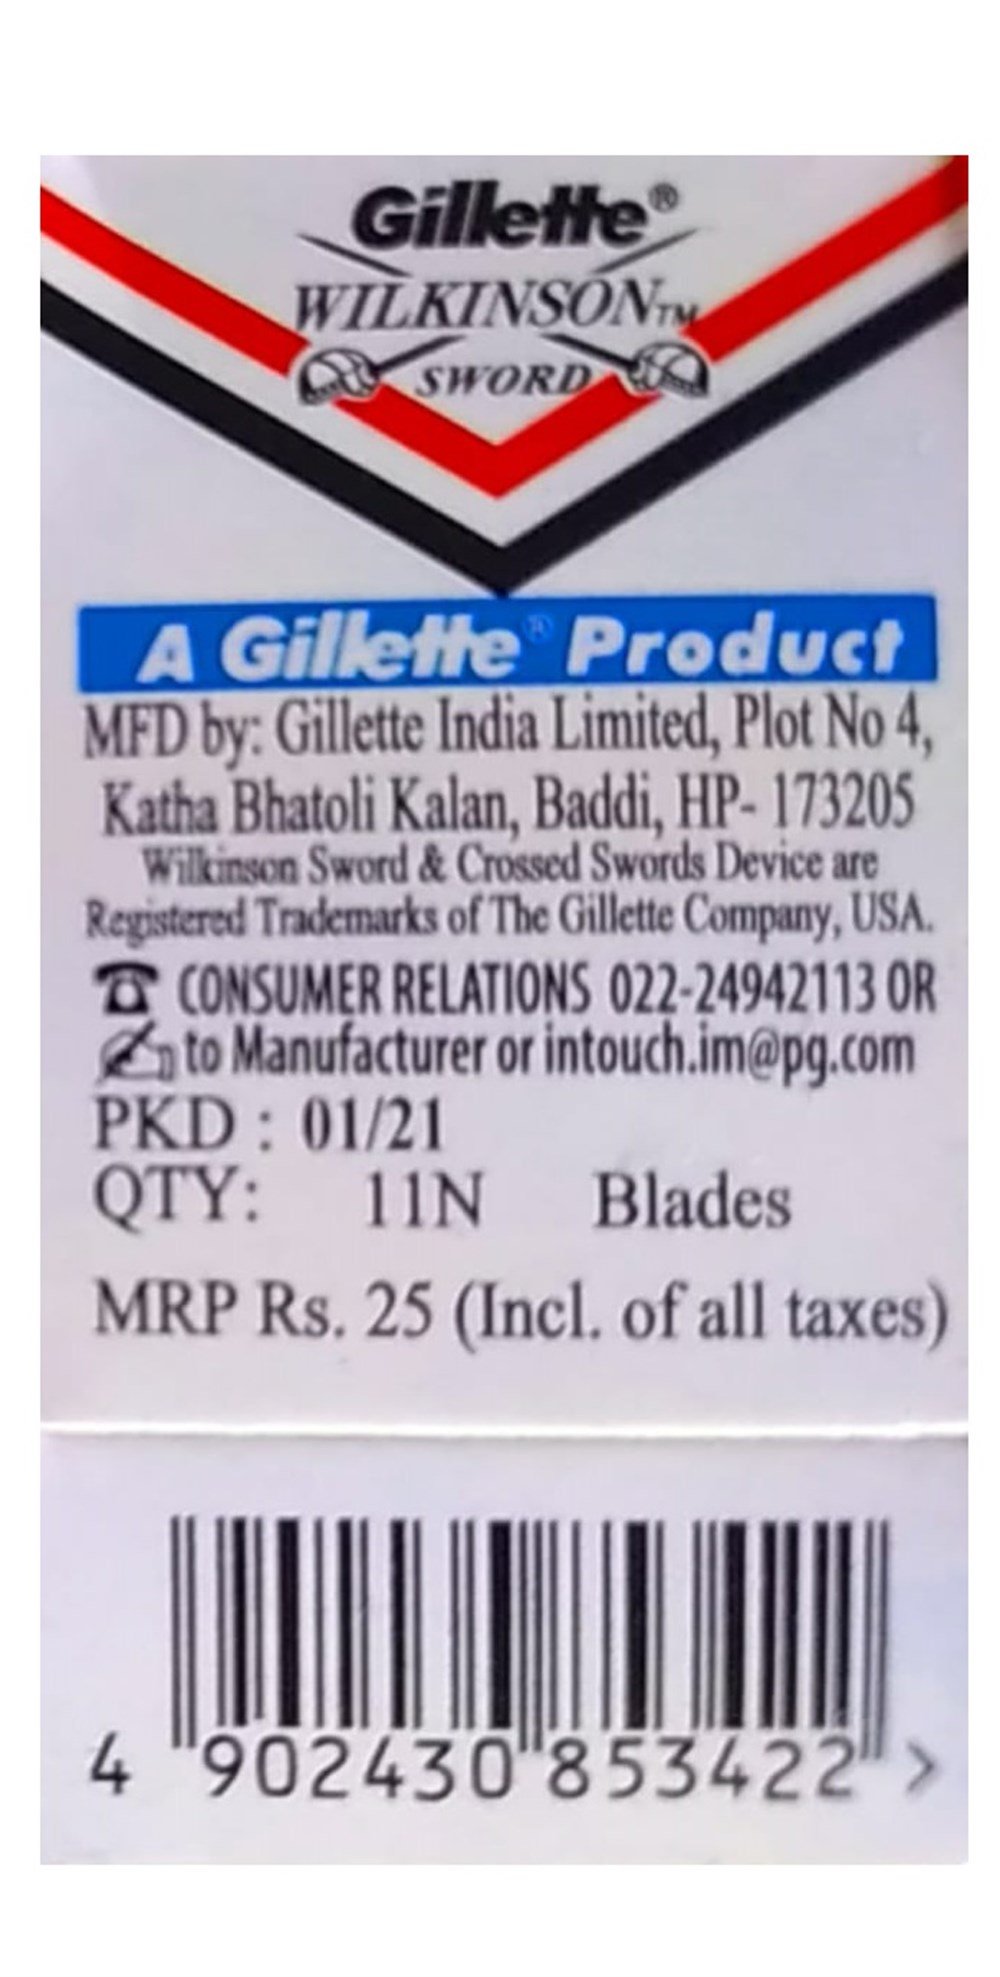 Gillette®
WILKINSON™
SWORD
A Gillette® Product
MFD by: Gillette India Limited, Plot No 4,
Katha Bhatoli Kalan, Baddi, HP- 173205
Wilkinson Sword & Crossed Swords Device are
Registered Trademarks of The Gillette Company, USA.
CONSUMER RELATIONS 022-24942113 OR
to Manufacturer or intouch.im@pg.com
PKD : 01/21
QTY: 11N Blades
MRP Rs. 25 (Incl. of all taxes)
4 902430 853422 >